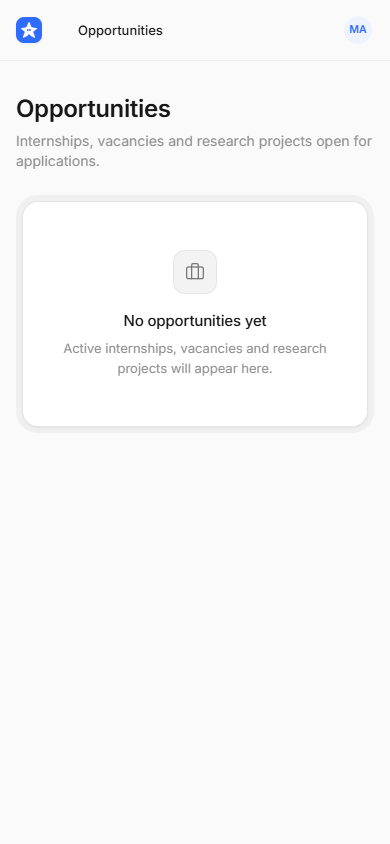 Opportunities
MA
Opportunities
Internships, vacancies and research projects open for
applications.
No opportunities yet
Active internships, vacancies and research
projects will appear here.